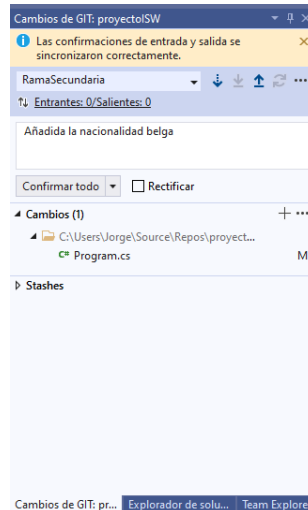 Cambios de GIT: proyectoISW
Las confirmaciones de entrada y salida se
sincronizaron correctamente.
RamaSecundaria
Entrantes: 0/Salientes: 0
Añadida la nacionalidad belga
Confirmar todo
Rectificar
Cambios (1)
C:\Users\Jorge\Source\Repos\proyect...
C# Program.cs M
Stashes
Cambios de GIT: pr... Explorador de solu... Team Explore